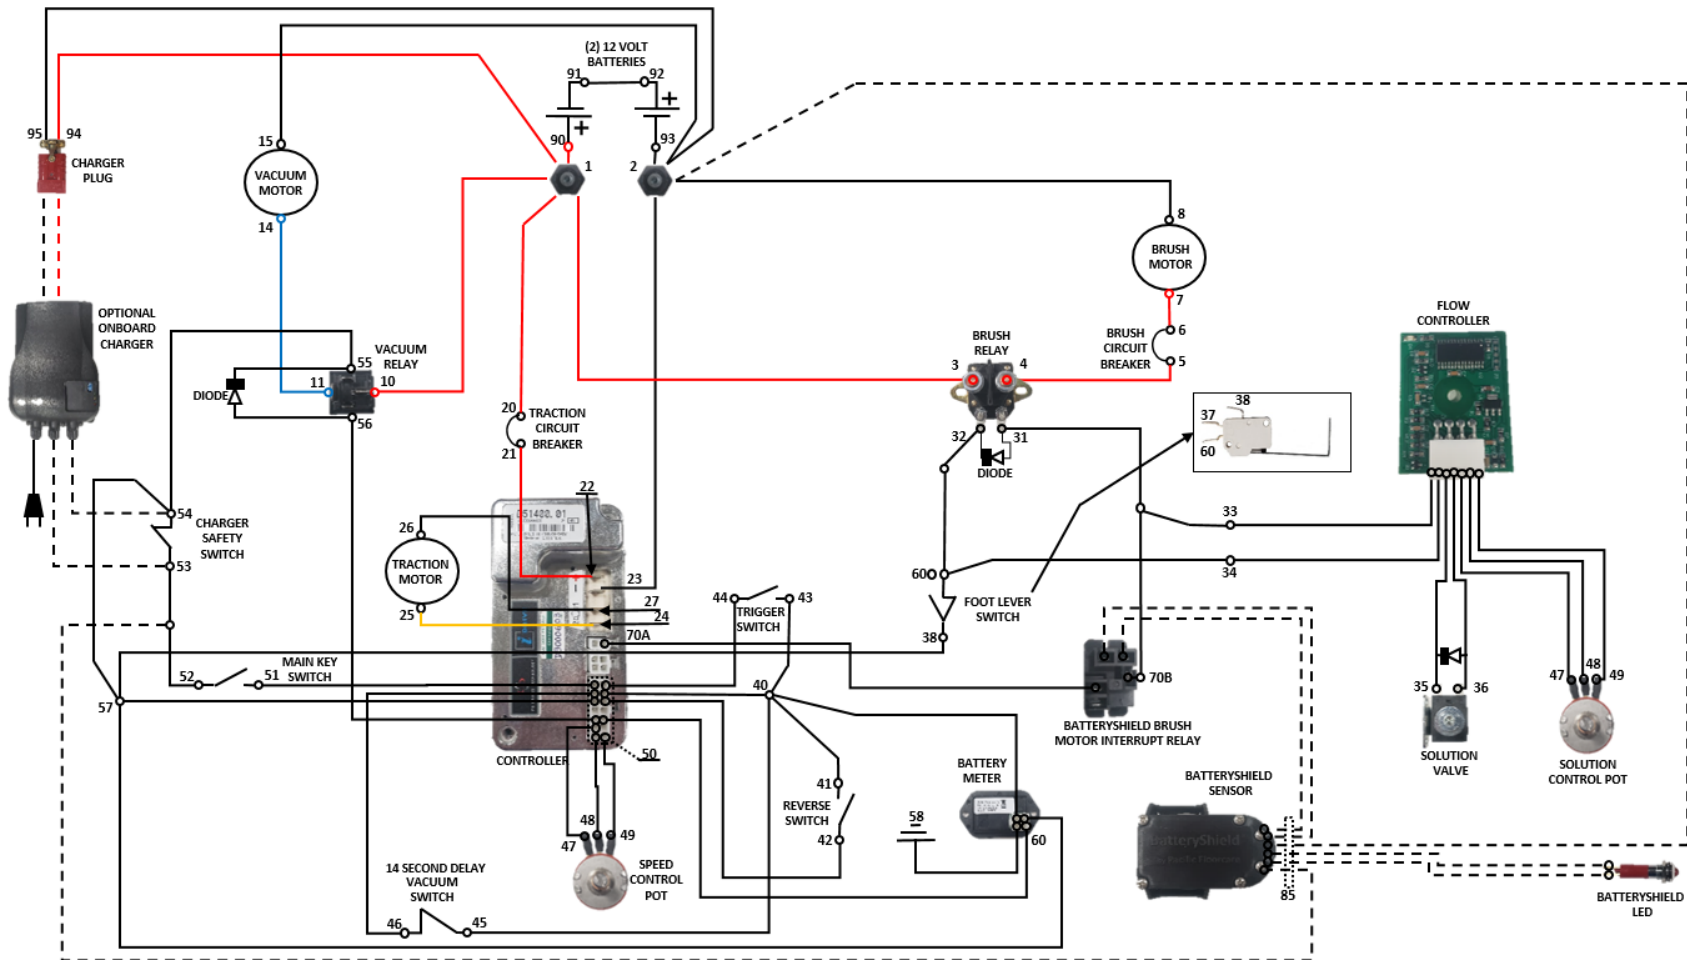 (2) 12 VOLT
BATTERIES
91
92
+
+
90
93
1
2
95
94
CHARGER
PLUG
15
VACUUM
MOTOR
14
8
BRUSH
MOTOR
7
6
BRUSH
CIRCUIT
BREAKER
5
FLOW
CONTROLLER
OPTIONAL
ONBOARD
CHARGER
VACUUM
RELAY
55
11
10
DIODE
56
BRUSH
RELAY
3
4
32
31
DIODE
20
TRACTION
CIRCUIT
BREAKER
21
38
37
60
22
051400.01
26
TRACTION
MOTOR
25
23
27
24
70A
54
CHARGER
SAFETY
SWITCH
53
33
34
60
FOOT LEVER
SWITCH
38
44
43
TRIGGER
SWITCH
52
51
MAIN KEY
SWITCH
57
40
70B
BATTERYSHIELD BRUSH
MOTOR INTERRUPT RELAY
47
48
49
35
36
SOLUTION
VALVE
SOLUTION
CONTROL POT
CONTROLLER
50
BATTERY
METER
58
60
BATTERYSHIELD
SENSOR
BatteryShield
85
BATTERYSHIELD
LED
41
REVERSE
SWITCH
42
48
47
49
SPEED
CONTROL
POT
14 SECOND DELAY
VACUUM
SWITCH
46
45